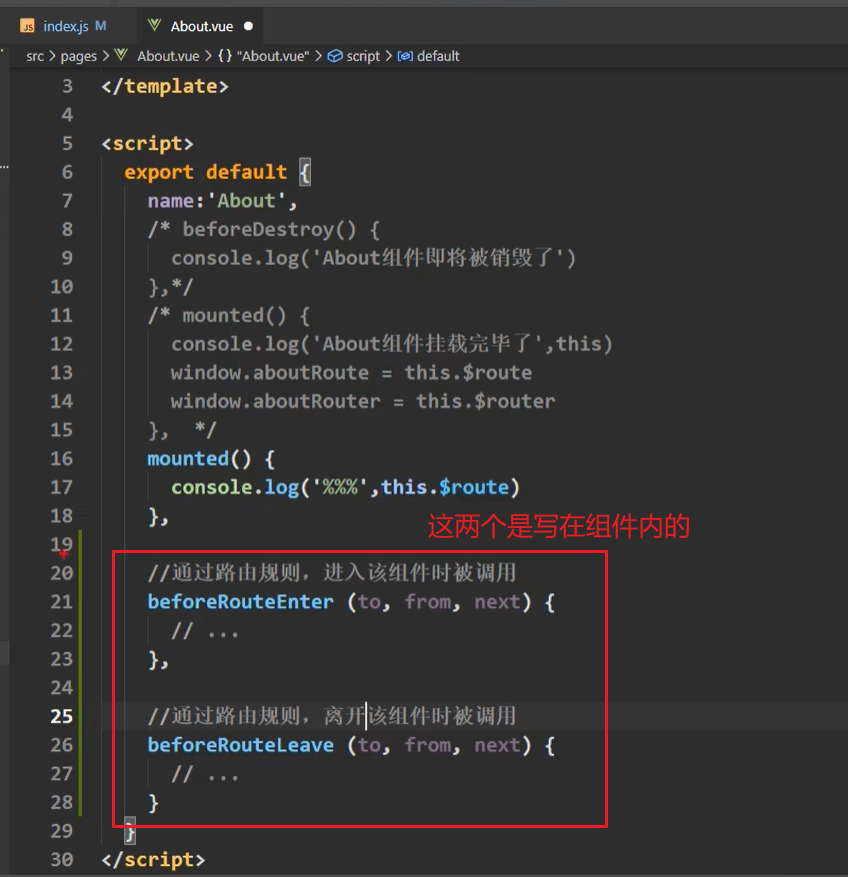 index.js M About.vue
src > pages > About.vue > {} "About.vue" > script > default
3 </template>
4
5 <script>
6 export default {
7 name:'About',
8 /* beforeDestroy() {
9 console.log('About组件即将被销毁了')
10 },*/
11 /* mounted() {
12 console.log('About组件挂载完毕了',this)
13 window.aboutRoute = this.$route
14 window.aboutRouter = this.$router
15 }, */
16 mounted() {
17 console.log('%%%',this.$route)
18 },
这两个是写在组件内的
19
20 //通过路由规则，进入该组件时被调用
21 beforeRouteEnter (to, from, next) {
22 // ...
23 },
24
25 //通过路由规则，离开该组件时被调用
26 beforeRouteLeave (to, from, next) {
27 // ...
28 }
29 }
30 </script>